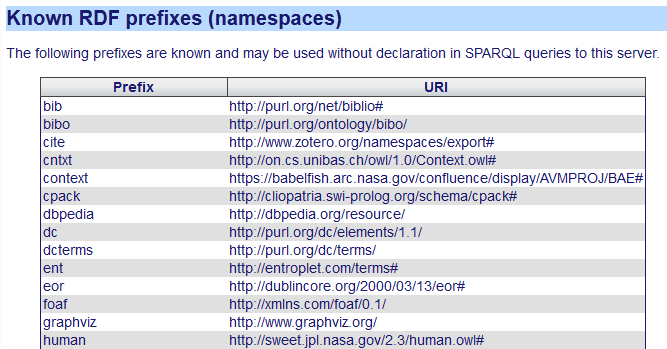 Known RDF prefixes (namespaces)
The following prefixes are known and may be used without declaration in SPARQL queries to this server.
Prefix URI
bib http://purl.org/net/biblio#
bibo http://purl.org/ontology/bibo/
cite http://www.zotero.org/namespaces/export#
cntxt http://on.cs.unibas.ch/owl/1.0/Context.owl#
context https://babelfish.arc.nasa.gov/confluence/display/AVMPROJ/BAE#
cpack http://cliopatria.swi-prolog.org/schema/cpack#
dbpedia http://dbpedia.org/resource/
dc http://purl.org/dc/elements/1.1/
dcterms http://purl.org/dc/terms/
ent http://entroplet.com/terms#
eor http://dublincore.org/2000/03/13/eor#
foaf http://xmlns.com/foaf/0.1/
graphviz http://www.graphviz.org/
human http://sweet.jpl.nasa.gov/2.3/human.owl#